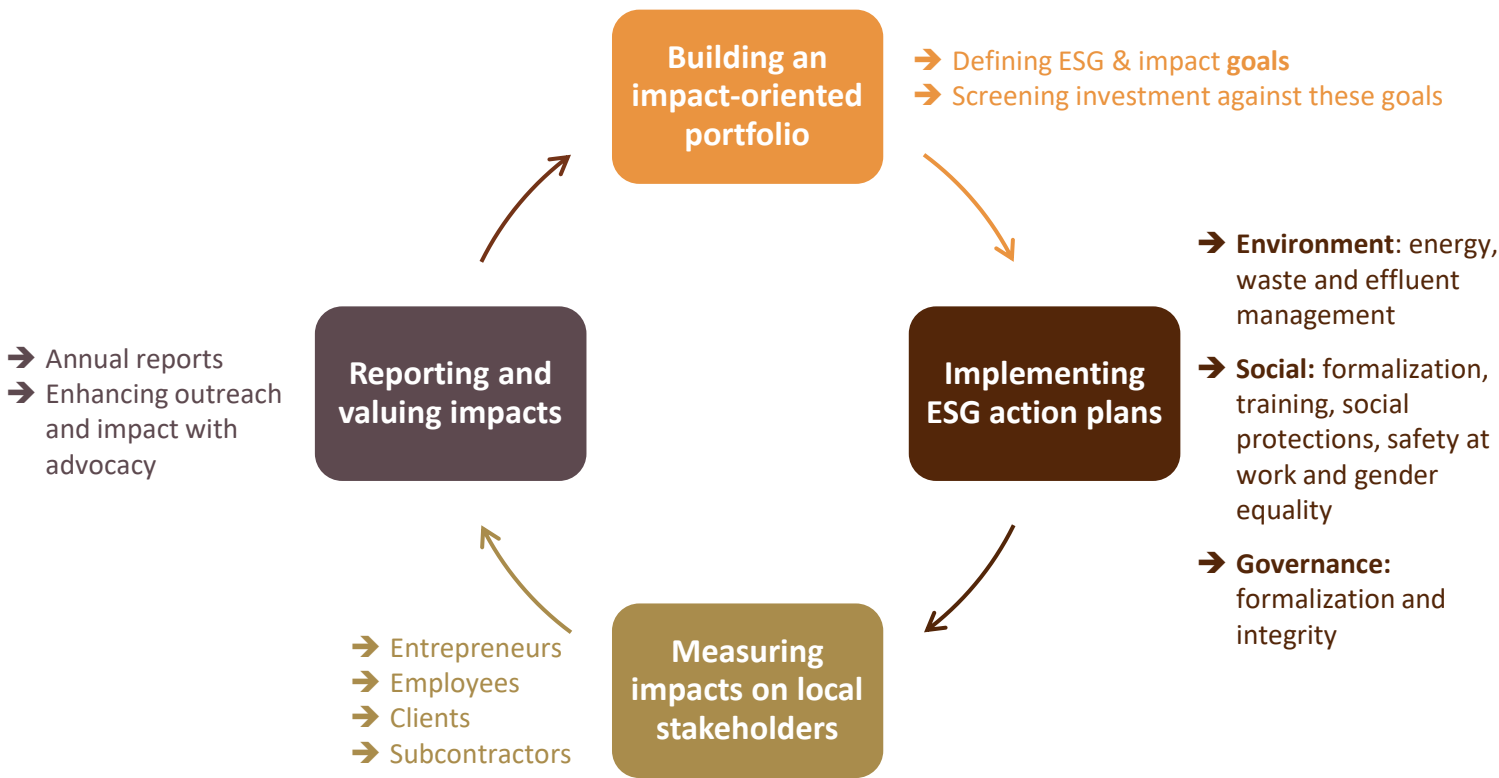 Building an
impact-oriented
portfolio
➔ Defining ESG & impact goals
➔ Screening investment against these goals
➔ Environment: energy,
waste and effluent
management
➔ Social: formalization,
training, social
protections, safety at
work and gender
equality
➔ Governance:
formalization and
integrity
Implementing
ESG action plans
Measuring
impacts on local
stakeholders
➔ Entrepreneurs
➔ Employees
➔ Clients
➔ Subcontractors
Reporting and
valuing impacts
➔ Annual reports
➔ Enhancing outreach
and impact with
advocacy